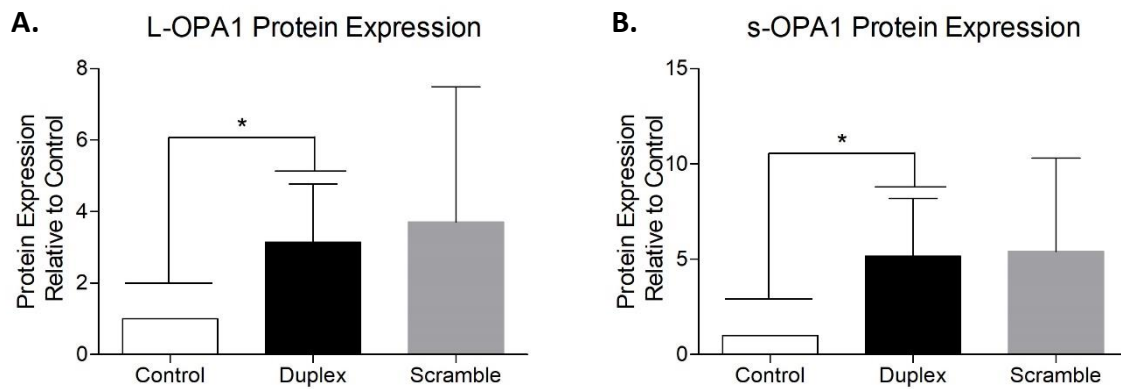 A.
L-OPA1 Protein Expression
Protein Expression
Relative to Control
8
6
4
2
0
*
Control
Duplex
Scramble
B.
s-OPA1 Protein Expression
Protein Expression
Relative to Control
15
10
5
0
*
Control
Duplex
Scramble